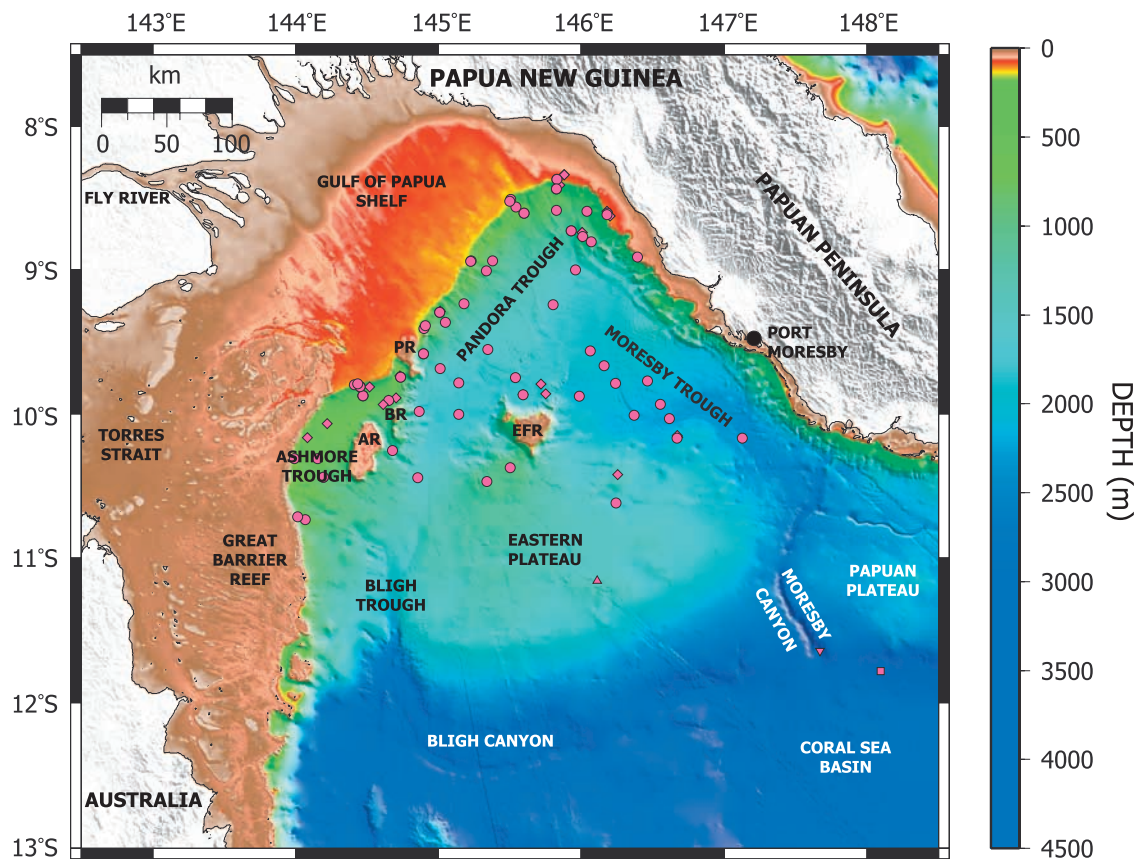 143°E 144°E 145°E 146°E 147°E 148°E
km
0 50 100
PAPUA NEW GUINEA
8°S
9°S
10°S
11°S
12°S
13°S
GULF OF PAPUA
SHELF
FLY RIVER
PAPUAN PENINSULA
PANDORA TROUGH
MORESBY TROUGH
PORT
MORESBY
PR
BR
AR
EFR
TORRES
STRAIT
ASHMORE
TROUGH
GREAT
BARRIER
REEF
EASTERN
PLATEAU
BLIGH
TROUGH
MORESBY
CANYON
PAPUAN
PLATEAU
BLIGH CANYON
CORAL SEA
BASIN
AUSTRALIA
0
500
1000
1500
2000
2500
3000
3500
4000
4500
DEPTH (m)